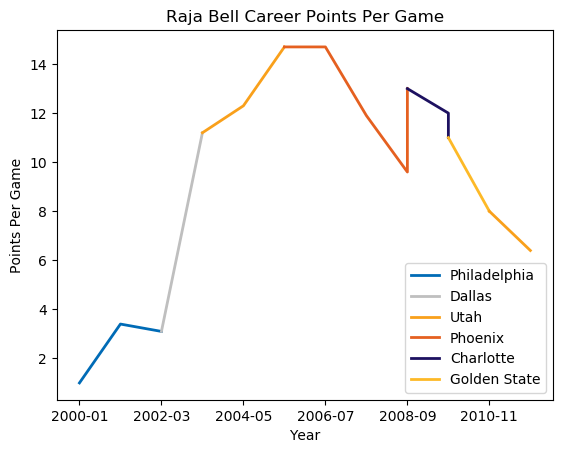 Raja Bell Career Points Per Game
Points Per Game
14
12
10
8
6
4
2
Philadelphia
Dallas
Utah
Phoenix
Charlotte
Golden State
2000-01 2002-03 2004-05 2006-07 2008-09 2010-11
Year